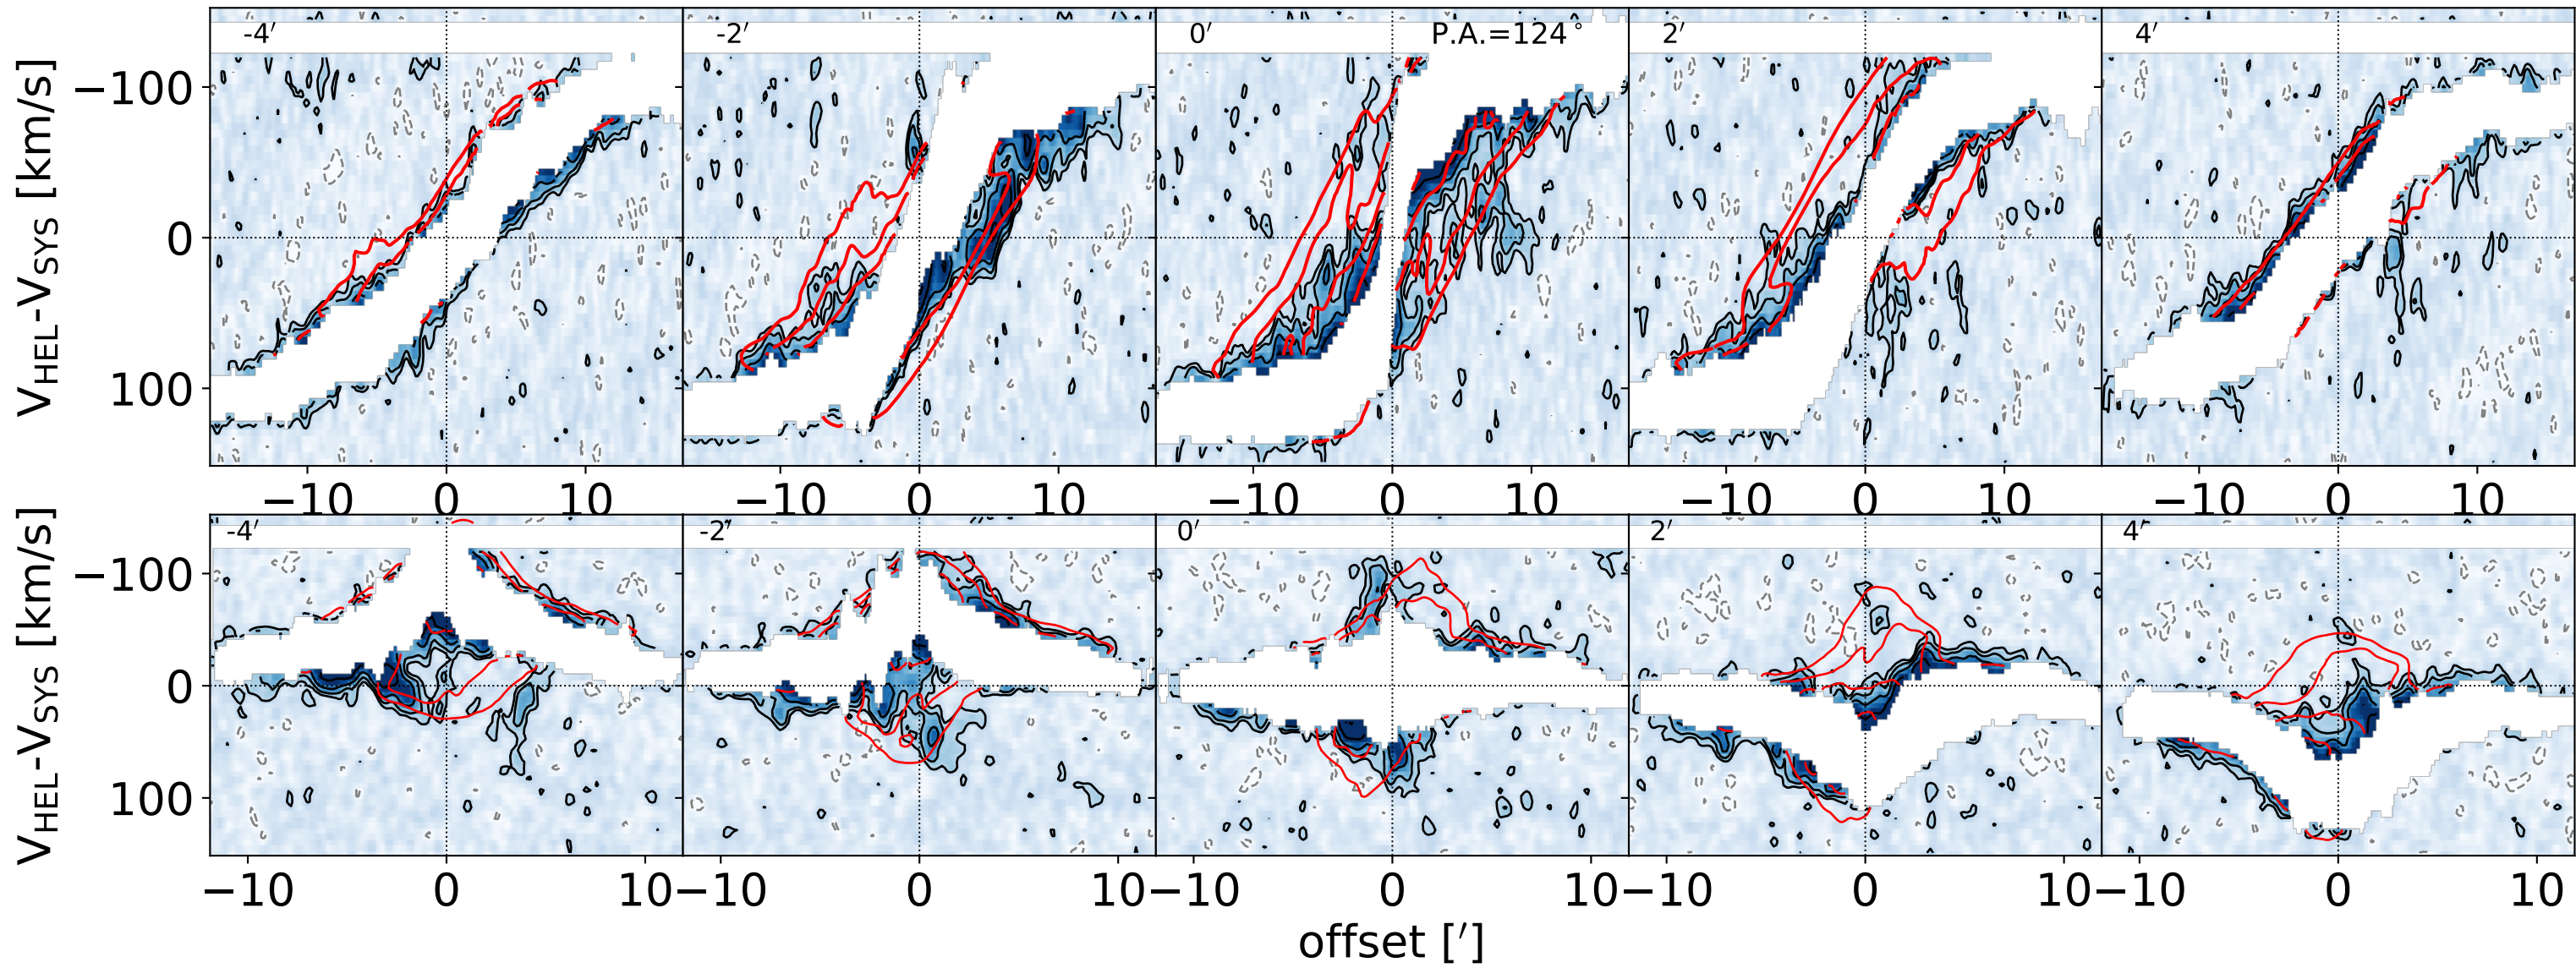 -4′ -2′ 0′ P.A.=124° 2′ 4′
V_HEL-V_SYS [km/s]
−100
0
100
−10 0 10 −10 0 10 −10 0 10 −10 0 10 −10 0 10
-4′ -2′ 0′ 2′ 4′
V_HEL-V_SYS [km/s]
−100
0
100
−10 0 10 −10 0 10 −10 0 10 −10 0 10 −10 0 10
offset [′]